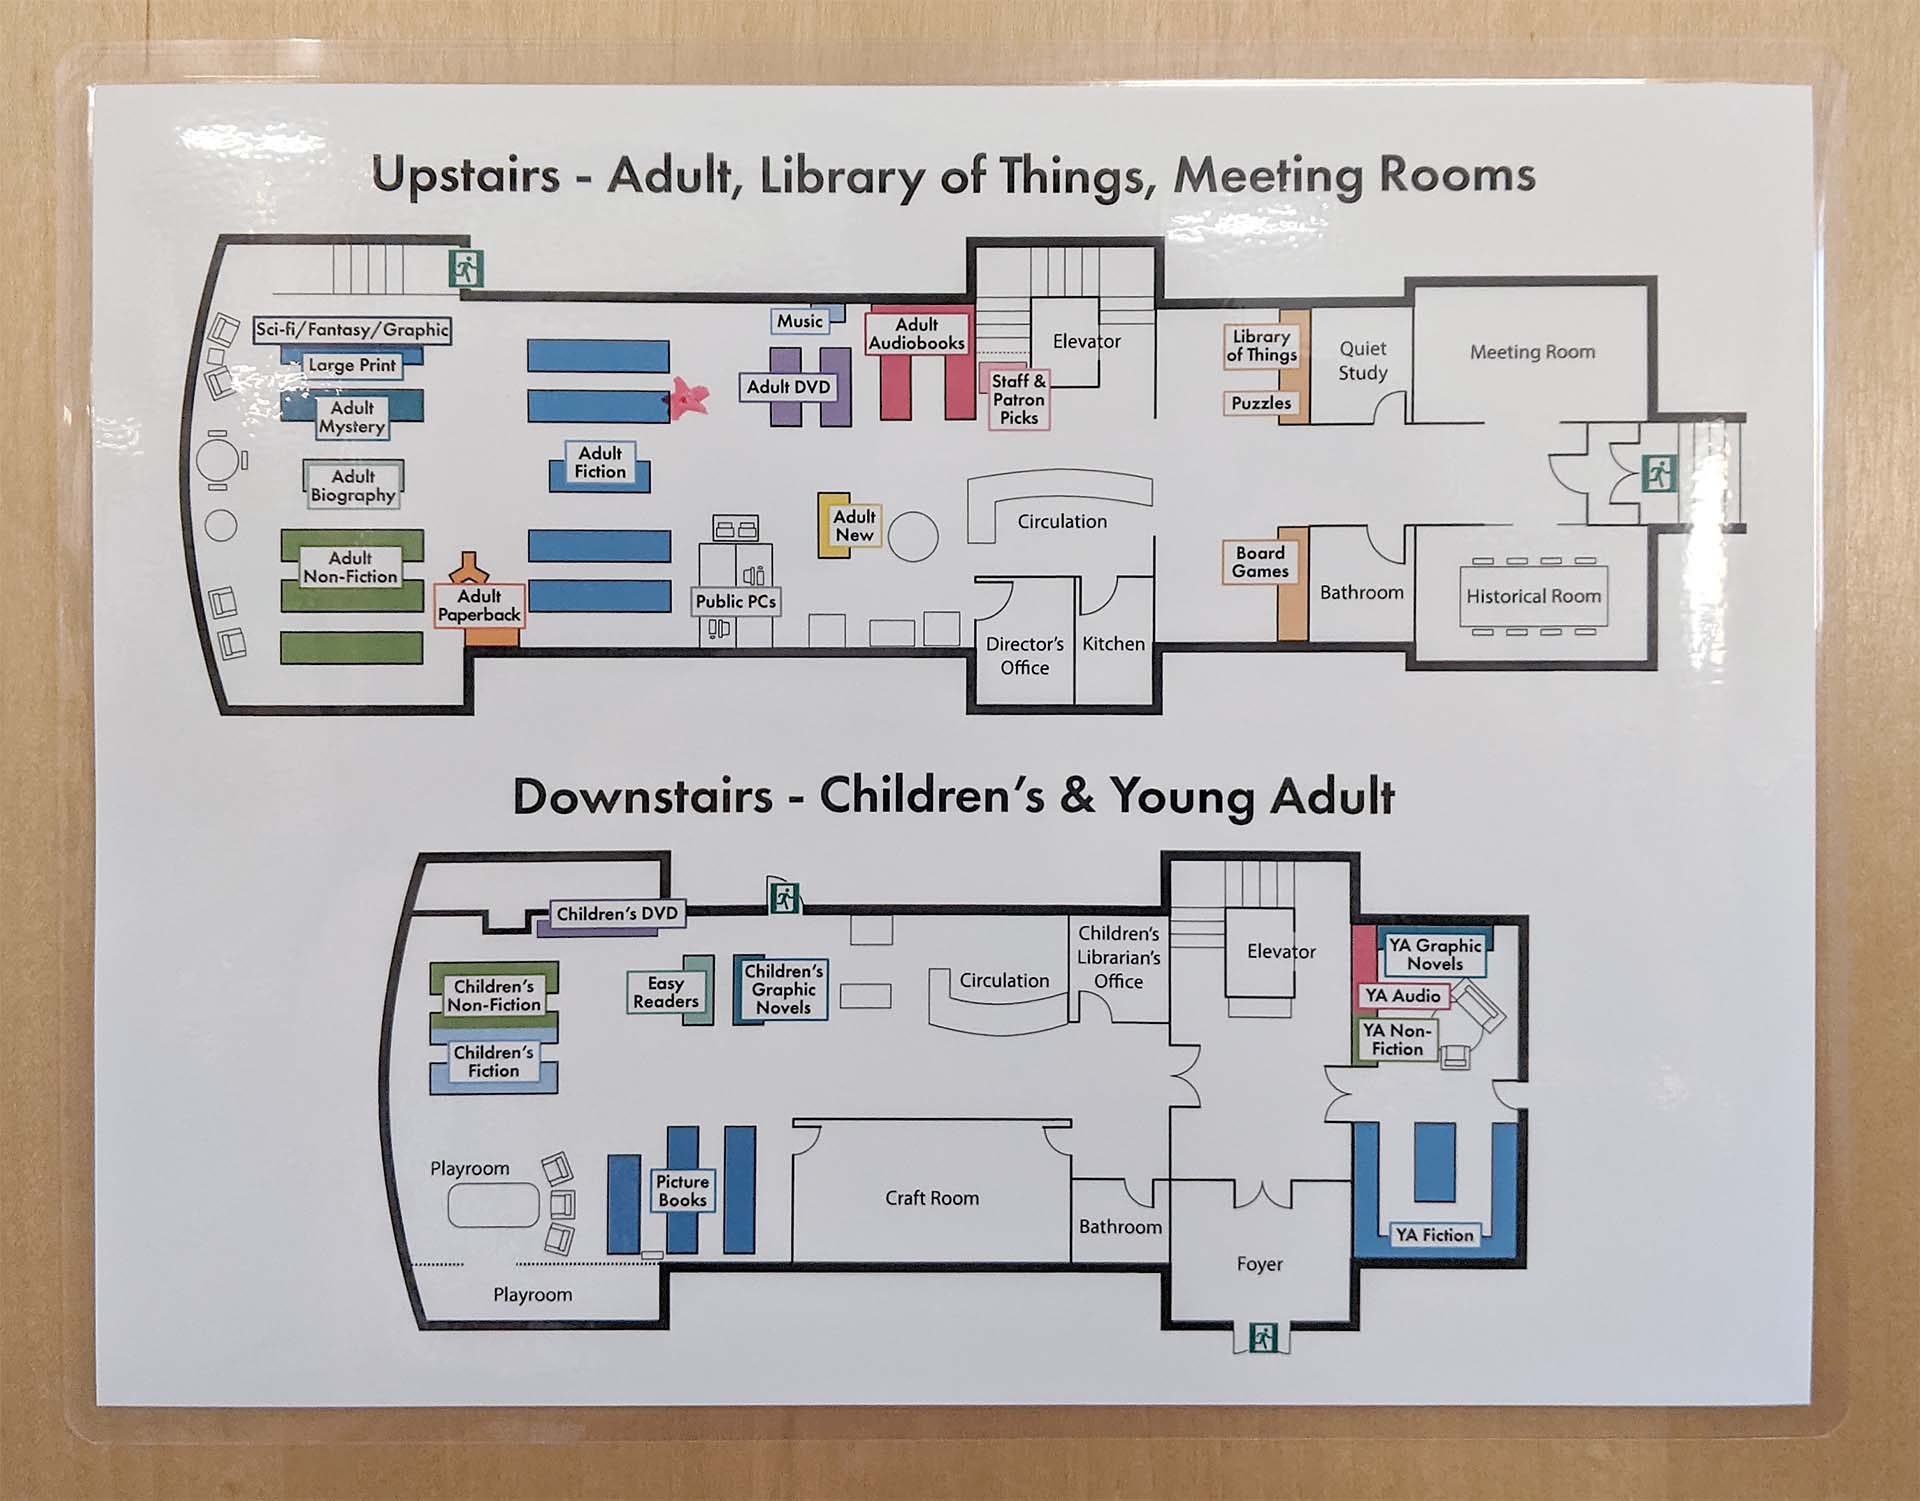 Upstairs - Adult, Library of Things, Meeting Rooms
Sci-fi/Fantasy/Graphic
Large Print
Adult
Mystery
Adult
Biography
Adult
Non-Fiction
Adult
Paperback
Adult
Fiction
Music
Adult DVD
Adult
Audiobooks
Adult
New
Public PCs
Elevator
Staff &
Patron
Picks
Circulation
Director's
Office
Kitchen
Library
of Things
Puzzles
Board
Games
Quiet
Study
Meeting Room
Bathroom
Historical Room
Downstairs - Children's & Young Adult
Children's DVD
Children's
Non-Fiction
Children's
Fiction
Easy
Readers
Children's
Graphic
Novels
Circulation
Children's
Librarian's
Office
Elevator
YA Graphic
Novels
YA Audio
YA Non-
Fiction
Playroom
Picture
Books
Craft Room
Bathroom
Foyer
YA Fiction
Playroom